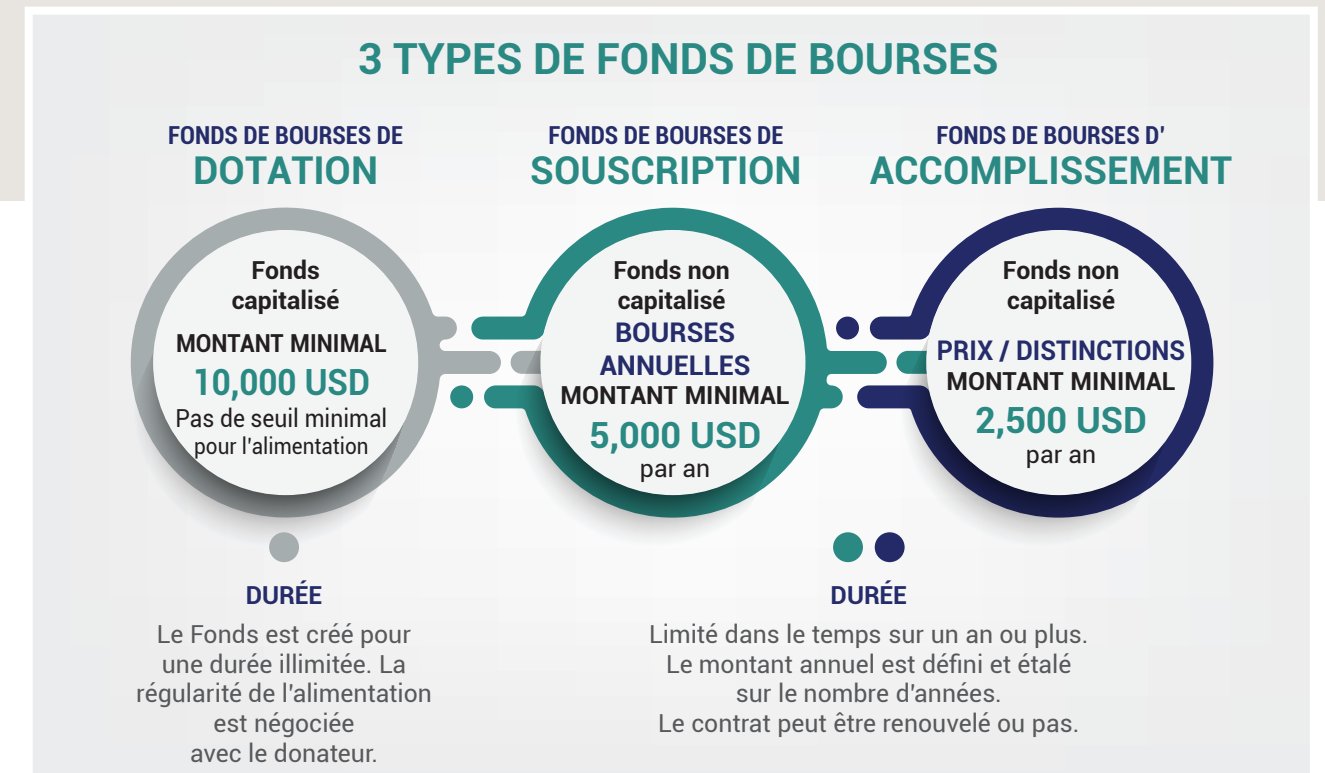 3 TYPES DE FONDS DE BOURSES
FONDS DE BOURSES DE
DOTATION
Fonds
capitalisé
MONTANT MINIMAL
10,000 USD
Pas de seuil minimal
pour l'alimentation
FONDS DE BOURSES DE
SOUSCRIPTION
Fonds non
capitalisé
BOURSES
ANNUELLES
MONTANT MINIMAL
5,000 USD
par an
FONDS DE BOURSES D'
ACCOMPLISSEMENT
Fonds non
capitalisé
PRIX / DISTINCTIONS
MONTANT MINIMAL
2,500 USD
par an
DURÉE
Le Fonds est créé pour
une durée illimitée. La
régularité de l'alimentation
est négociée
avec le donateur.
DURÉE
Limité dans le temps sur un an ou plus.
Le montant annuel est défini et étalé
sur le nombre d'années.
Le contrat peut être renouvelé ou pas.